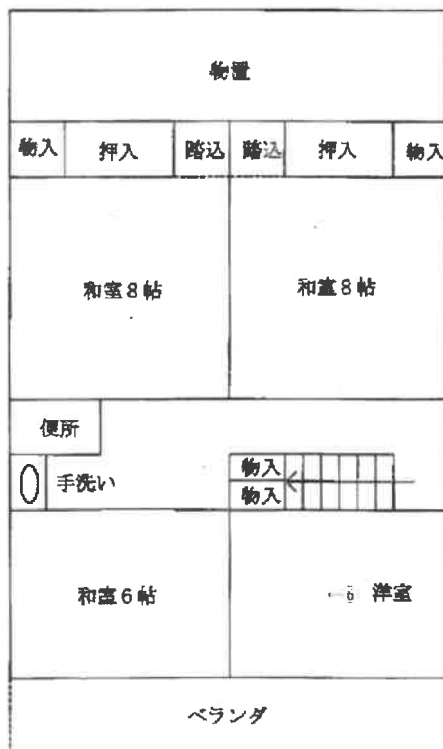 物置
物入 押入 踏込 踏込 押入 物入
和室8帖 和室8帖
便所
手洗い
物入
物入
和室6帖 洋室
ベランダ